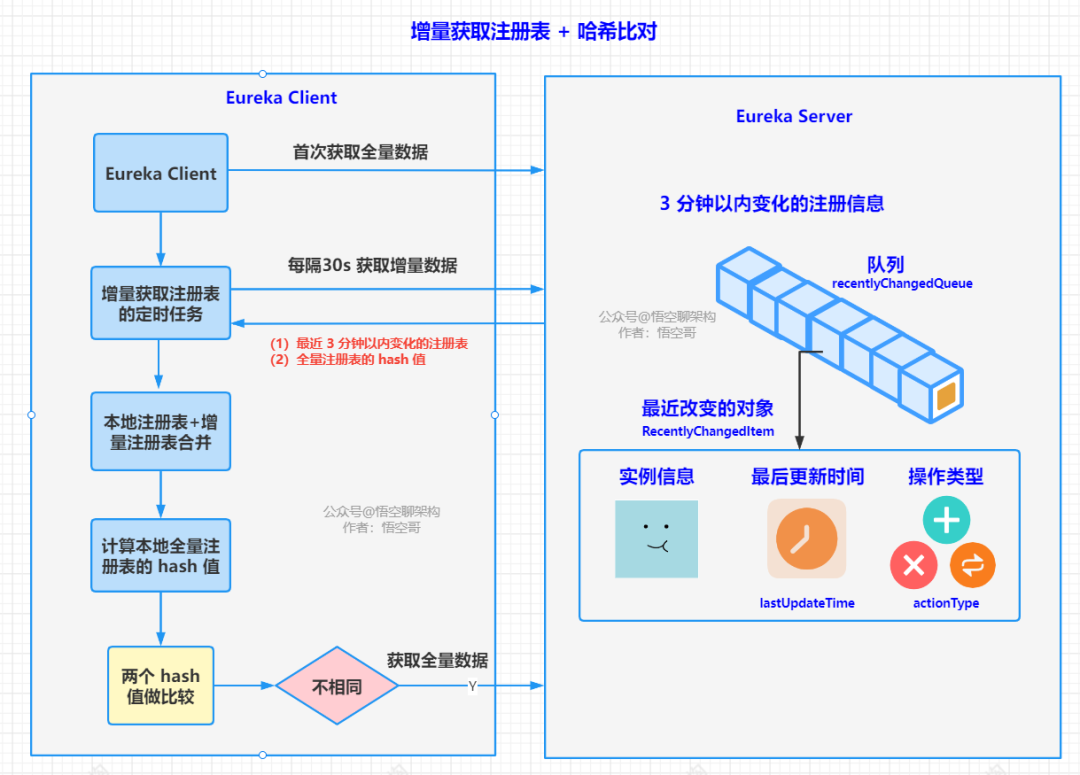 增量获取注册表 + 哈希比对
Eureka Client
Eureka Client
首次获取全量数据
增量获取注册表
的定时任务
每隔30s 获取增量数据
(1) 最近 3 分钟以内变化的注册表
(2) 全量注册表的 hash 值
本地注册表+增
量注册表合并
公众号@悟空聊架构
作者：悟空哥
计算本地全量注
册表的 hash 值
两个 hash
值做比较
不相同
获取全量数据
Y
Eureka Server
3 分钟以内变化的注册信息
队列
recentlyChangedQueue
公众号@悟空聊架构
作者：悟空哥
最近改变的对象
RecentlyChangedItem
实例信息
最后更新时间
操作类型
lastUpdateTime
actionType